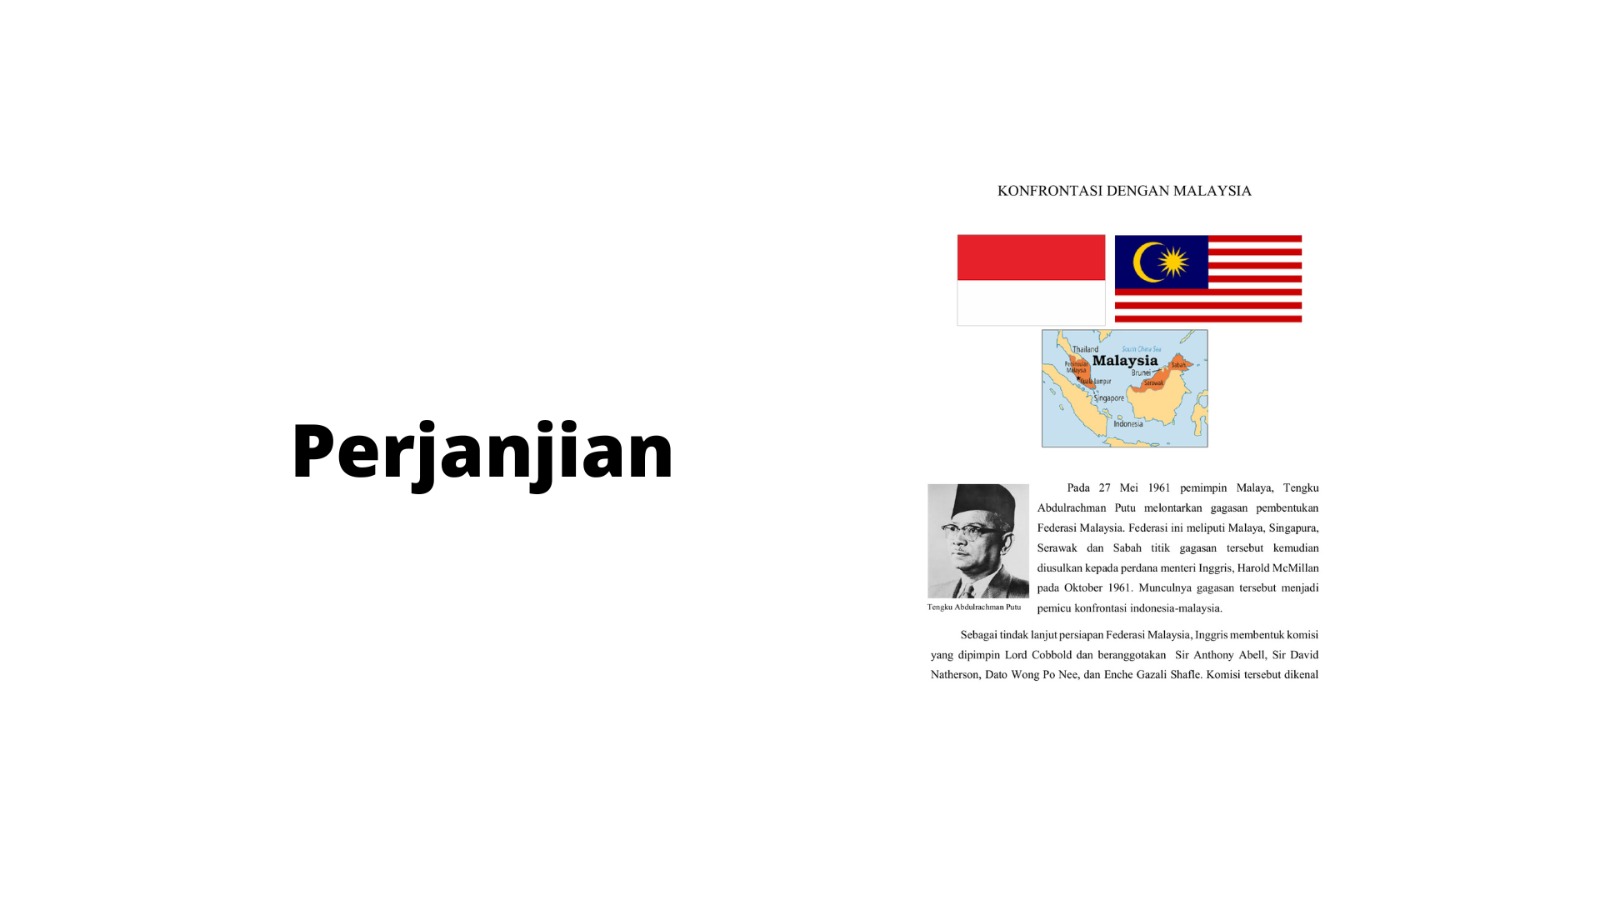 Perjanjian
KONFRONTASI DENGAN MALAYSIA
Thailand
South China Sea
Malaysia
Peninsular
Malaysia
Brunei
Sabah
Kuala Lumpur
Sarawak
Singapore
Indonesia
Pada 27 Mei 1961 pemimpin Malaya, Tengku
Abdulrachman Putu melontarkan gagasan pembentukan
Federasi Malaysia. Federasi ini meliputi Malaya, Singapura,
Serawak dan Sabah titik gagasan tersebut kemudian
diusulkan kepada perdana menteri Inggris, Harold McMillan
pada Oktober 1961. Munculnya gagasan tersebut menjadi
pemicu konfrontasi indonesia-malaysia.
Tengku Abdulrachman Putu
Sebagai tindak lanjut persiapan Federasi Malaysia, Inggris membentuk komisi
yang dipimpin Lord Cobbold dan beranggotakan Sir Anthony Abell, Sir David
Natherson, Dato Wong Po Nee, dan Enche Gazali Shafle. Komisi tersebut dikenal